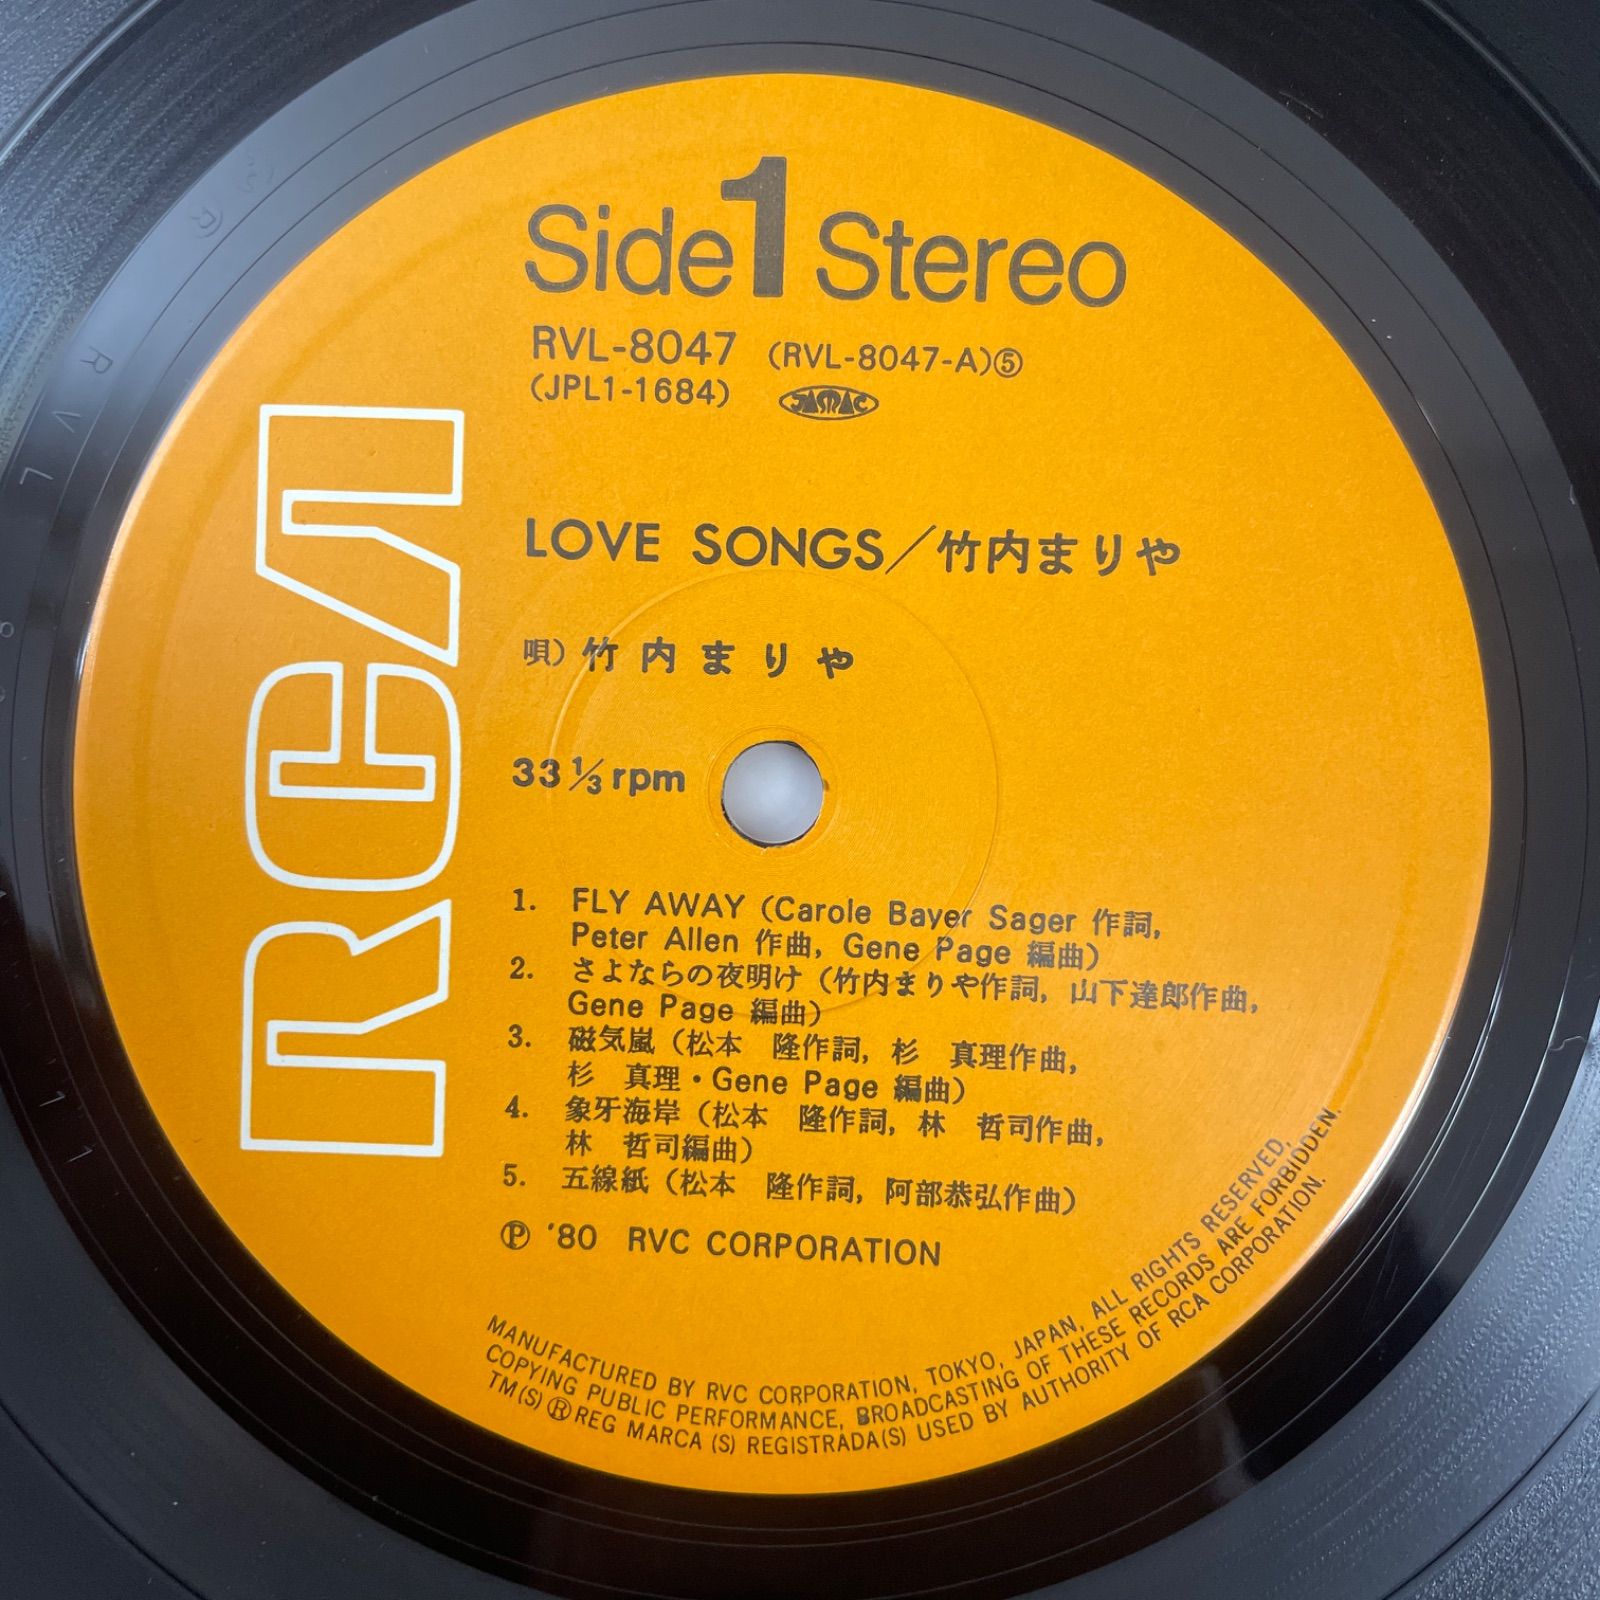 Side 1 Stereo
RVL-8047 (RVL-8047-A)⑤
(JPL1-1684) JASRAC
RCA
LOVE SONGS／竹内まりや
唄）竹内まりや
33 1/3 rpm
1. FLY AWAY (Carole Bayer Sager 作詞,
Peter Allen 作曲, Gene Page 編曲)
2. さよならの夜明け (竹内まりや作詞, 山下達郎作曲,
Gene Page 編曲)
3. 磁気嵐 (松本 隆作詞, 杉 真理作曲,
杉 真理・Gene Page 編曲)
4. 象牙海岸 (松本 隆作詞, 林 哲司作曲,
林 哲司編曲)
5. 五線紙 (松本 隆作詞, 阿部恭弘作曲)
Ⓟ '80 RVC CORPORATION
MANUFACTURED BY RVC CORPORATION, TOKYO, JAPAN, ALL RIGHTS RESERVED,
COPYING PUBLIC PERFORMANCE, BROADCASTING OF THESE RECORDS ARE FORBIDDEN.
TM(S)®REG MARCA (S) REGISTRADA(S) USED BY AUTHORITY OF RCA CORPORATION.